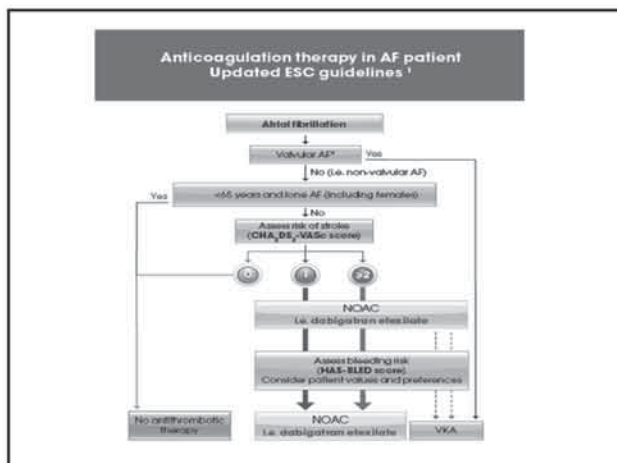 Anticoagulation therapy in AF patient
Updated ESC guidelines ¹
Atrial fibrillation
Valvular AF*
Yes
No (i.e. non-valvular AF)
Yes
<65 years and lone AF (including females)
No
Assess risk of stroke
(CHA₂DS₂-VASc score)
0
1
≥2
NOAC
i.e. dabigatran etexilate
Assess bleeding risk
(HAS-BLED score)
Consider patient values and preferences
No antithrombotic
therapy
NOAC
i.e. dabigatran etexilate
VKA